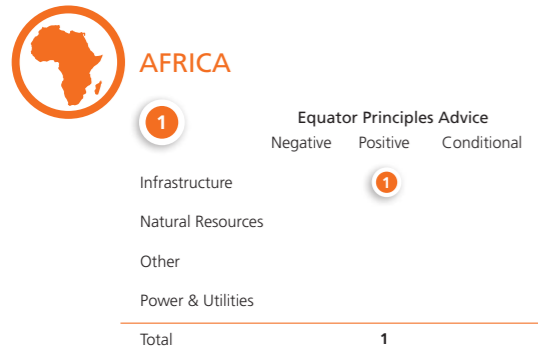 AFRICA
1
Equator Principles Advice
Negative Positive Conditional
Infrastructure 1
Natural Resources
Other
Power & Utilities
Total 1